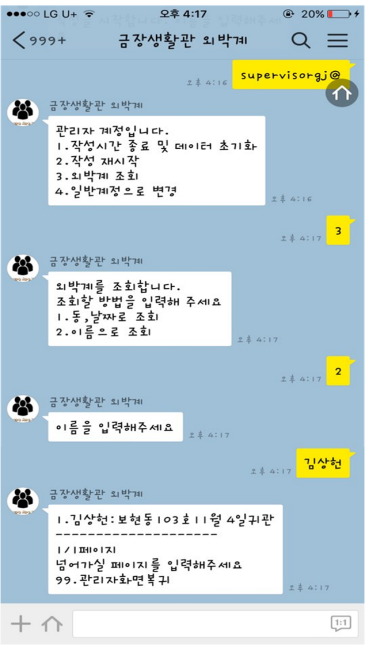 LG U+ 오후 4:17 20%
999+ 금장생활관 외박계
supervisorgj@
오후 4:16
금장생활관 외박계
관리자 계정입니다.
1.작성시간 종료 및 데이터 초기화
2.작성 재시작
3.외박계 조회
4.일반계정으로 변경
오후 4:16
3
오후 4:17
금장생활관 외박계
외박계를 조회합니다.
조회할 방법을 입력해 주세요
1.동,날짜로 조회
2.이름으로 조회
오후 4:17
2
오후 4:17
금장생활관 외박계
이름을 입력해주세요
오후 4:17
김상헌
오후 4:17
금장생활관 외박계
1.김상헌:보현동103호11월 4일귀관
--------------------
1/1페이지
넘어가실 페이지를 입력해주세요
99.관리자화면복귀
오후 4:17
1:1